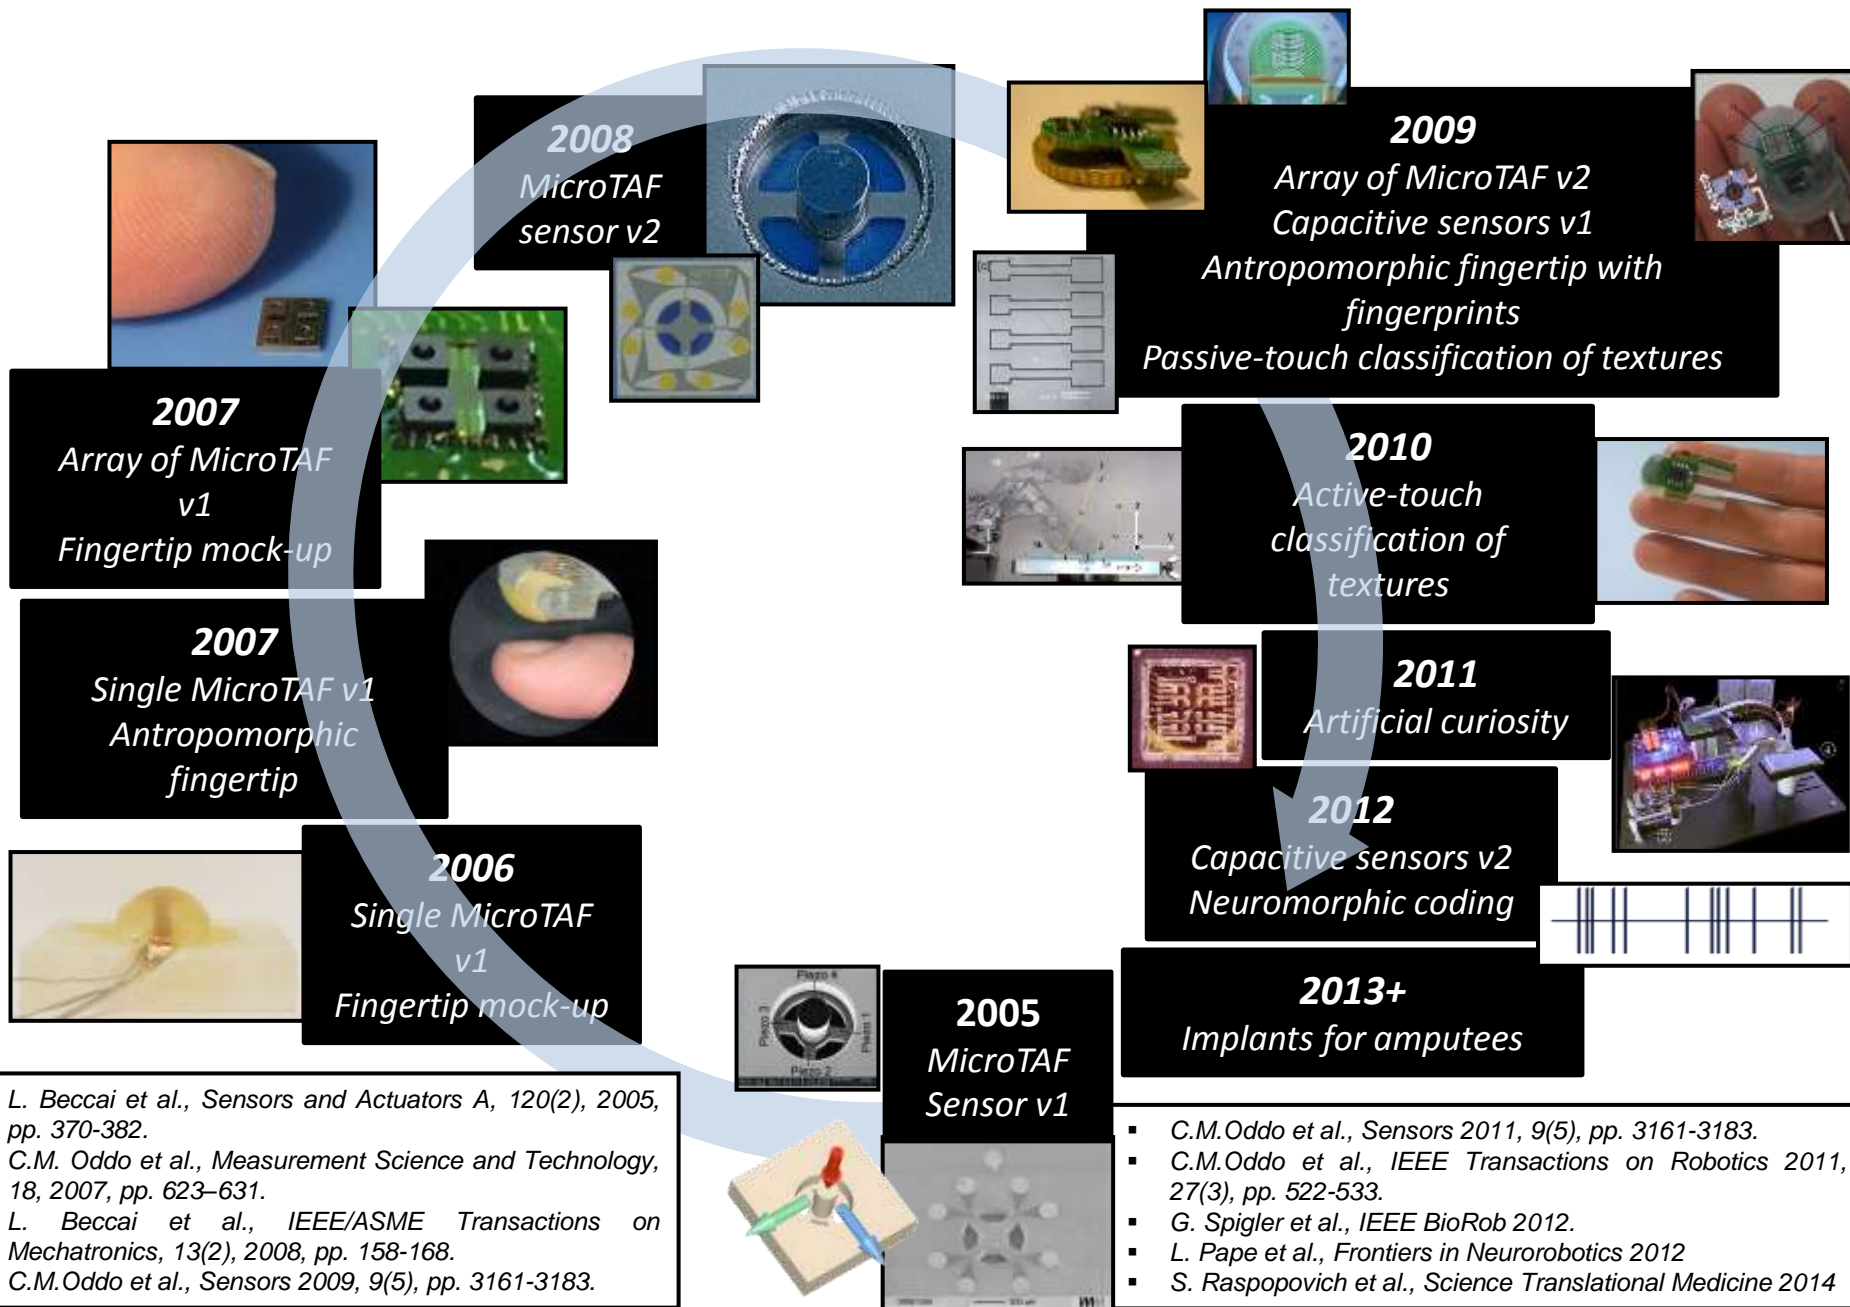 2008
MicroTAF
sensor v2
2009
Array of MicroTAF v2
Capacitive sensors v1
Antropomorphic fingertip with
fingerprints
Passive-touch classification of textures
2007
Array of MicroTAF
v1
Fingertip mock-up
2010
Active-touch
classification of
textures
2007
Single MicroTAF v1
Antropomorphic
fingertip
2011
Artificial curiosity
2012
Capacitive sensors v2
Neuromorphic coding
2006
Single MicroTAF
v1
Fingertip mock-up
2013+
Implants for amputees
Piezo 4
Piezo 3
Piezo 1
Piezo 2
2005
MicroTAF
Sensor v1
L. Beccai et al., Sensors and Actuators A, 120(2), 2005,
pp. 370-382.
C.M. Oddo et al., Measurement Science and Technology,
18, 2007, pp. 623–631.
L. Beccai et al., IEEE/ASME Transactions on
Mechatronics, 13(2), 2008, pp. 158-168.
C.M.Oddo et al., Sensors 2009, 9(5), pp. 3161-3183.
▪ C.M.Oddo et al., Sensors 2011, 9(5), pp. 3161-3183.
▪ C.M.Oddo et al., IEEE Transactions on Robotics 2011,
27(3), pp. 522-533.
▪ G. Spigler et al., IEEE BioRob 2012.
▪ L. Pape et al., Frontiers in Neurorobotics 2012
▪ S. Raspopovich et al., Science Translational Medicine 2014